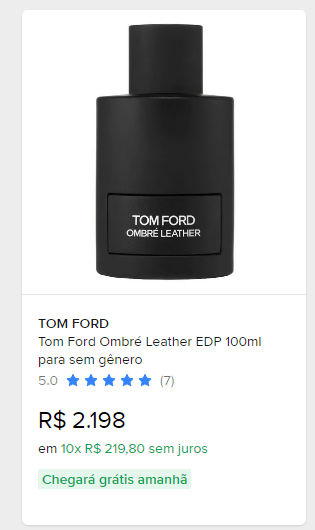 TOM FORD
OMBRÉ LEATHER
TOM FORD
Tom Ford Ombré Leather EDP 100ml
para sem gênero
5.0 (7)
R$ 2.198
em 10x R$ 219,80 sem juros
Chegará grátis amanhã